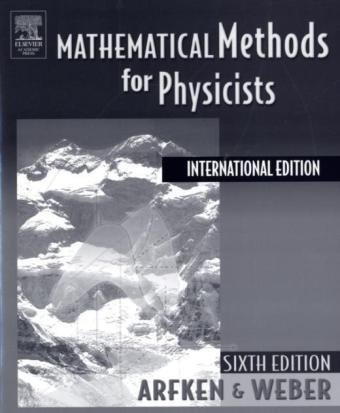 ELSEVIER
ACADEMIC
PRESS
MATHEMATICAL Methods
for Physicists
INTERNATIONAL EDITION
SIXTH EDITION
ARFKEN & WEBER